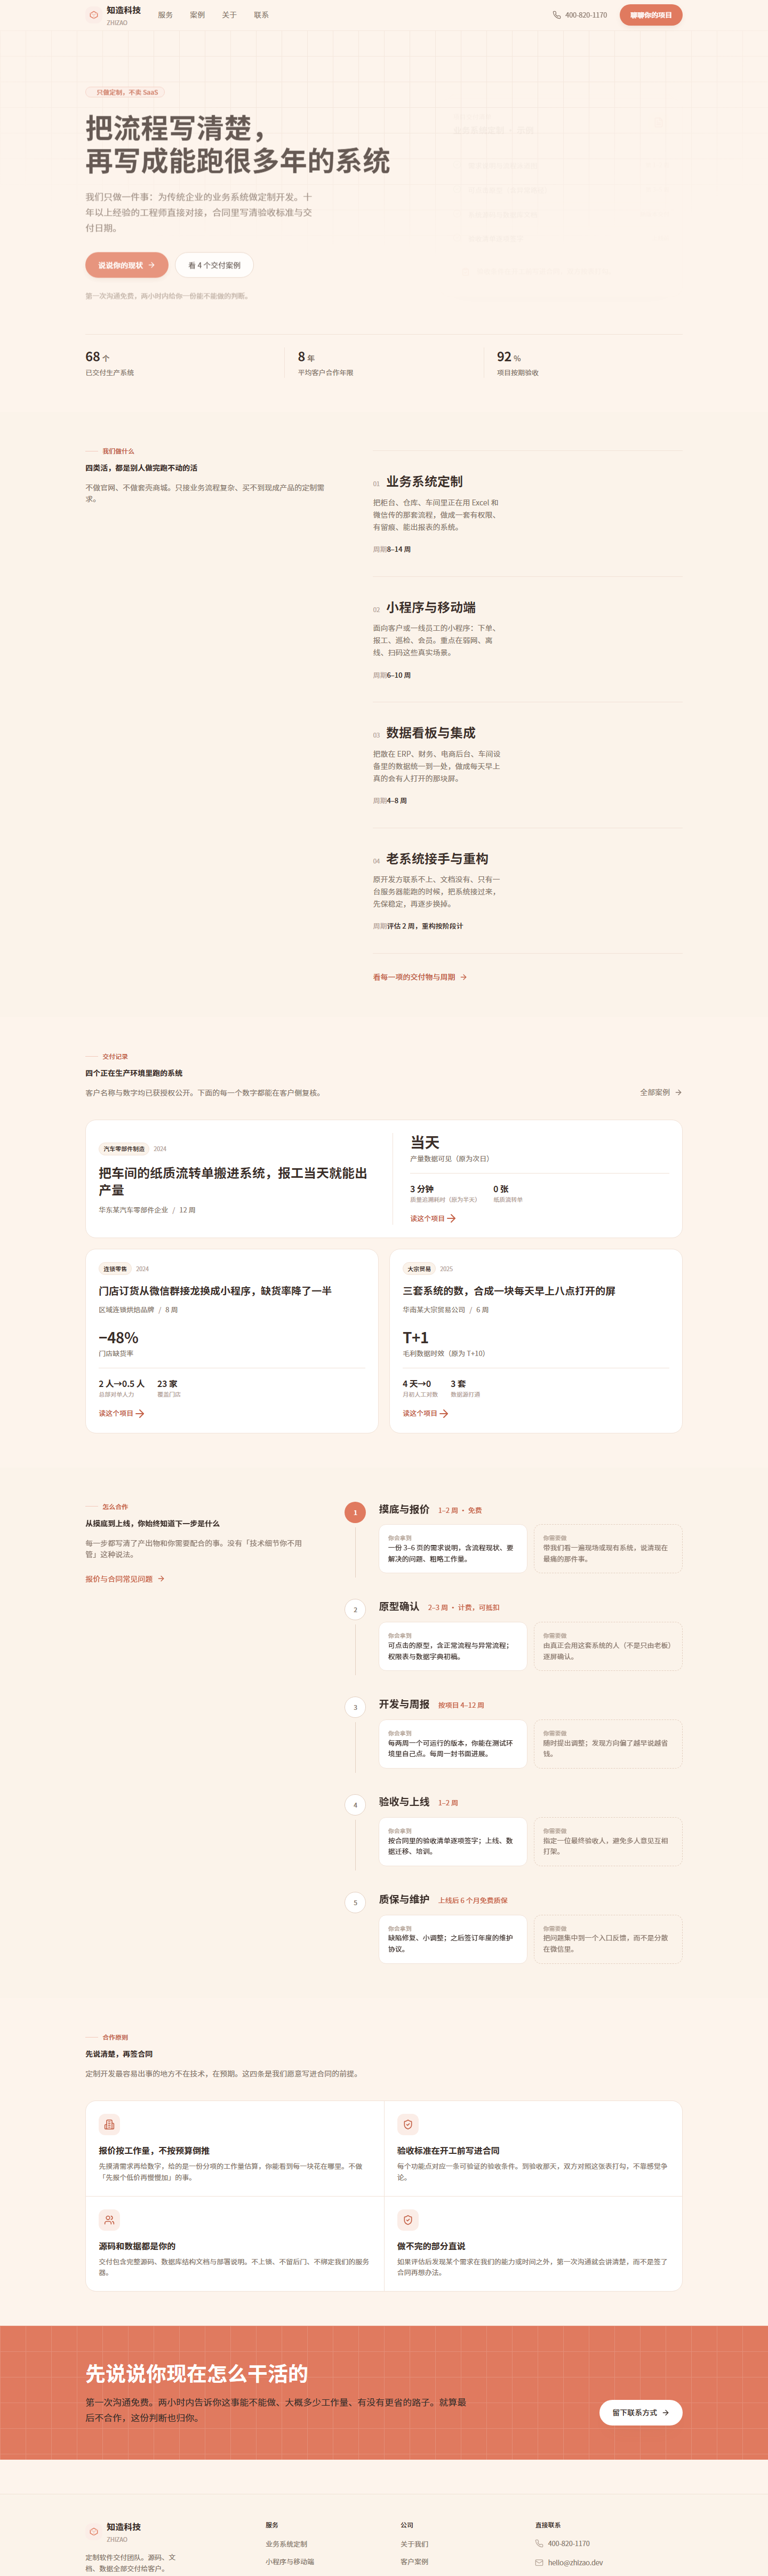 知造科技
ZHIZAO
服务
案例
关于
联系
400-820-1170
聊聊你的项目
只做定制，不卖 SaaS
把流程写清楚，
再写成能跑很多年的系统
我们只做一件事：为传统企业的业务系统做定制开发。十
年以上经验的工程师直接对接，合同里写清验收标准与交
付日期。
说说你的现状
看 4 个交付案例
第一次沟通免费，两小时内给你一份能不能做的判断。
68 个
已交付生产系统
8 年
平均客户合作年限
92 %
项目按期验收
我们做什么
四类活，都是别人做完跑不动的活
不做官网、不做套壳商城。只接业务流程复杂、买不到现成产品的定制需
求。
01 业务系统定制
把柜台、仓库、车间里正在用 Excel 和
微信传的那套流程，做成一套有权限、
有留痕、能出报表的系统。
周期8–14 周
02 小程序与移动端
面向客户或一线员工的小程序：下单、
报工、巡检、会员。重点在弱网、离
线、扫码这些真实场景。
周期6–10 周
03 数据看板与集成
把散在 ERP、财务、电商后台、车间设
备里的数据统一到一处，做成每天早上
真的会有人打开的那块屏。
周期4–8 周
04 老系统接手与重构
原开发方联系不上、文档没有、只有一
台服务器能跑的时候，把系统接过来，
先保稳定，再逐步换掉。
周期评估 2 周，重构按阶段计
看每一项的交付物与周期
交付记录
四个正在生产环境里跑的系统
客户名称与数字均已获授权公开。下面的每一个数字都能在客户侧复核。
全部案例
汽车零部件制造 2024
把车间的纸质流转单搬进系统，报工当天就能出
产量
华东某汽车零部件企业 / 12 周
当天
产量数据可见（原为次日）
3 分钟
质量追溯耗时（原为半天）
0 张
纸质流转单
读这个项目
连锁零售 2024
门店订货从微信群接龙换成小程序，缺货率降了一半
区域连锁烘焙品牌 / 8 周
−48%
门店缺货率
2 人→0.5 人
总部对单人力
23 家
覆盖门店
读这个项目
大宗贸易 2025
三套系统的数，合成一块每天早上八点打开的屏
华南某大宗贸易公司 / 6 周
T+1
毛利数据时效（原为 T+10）
4 天→0
月初人工对数
3 套
数据源打通
读这个项目
怎么合作
从摸底到上线，你始终知道下一步是什么
每一步都写清了产出物和你需要配合的事。没有「技术细节你不用
管」这种说法。
报价与合同常见问题
1
摸底与报价 1–2 周 · 免费
你会拿到
一份 3–6 页的需求说明，含流程现状、要
解决的问题、粗略工作量。
你需要做
带我们看一遍现场或现有系统，说清现在
最痛的那件事。
2
原型确认 2–3 周 · 计费，可抵扣
你会拿到
可点击的原型，含正常流程与异常流程；
权限表与数据字典初稿。
你需要做
由真正会用这套系统的人（不是只由老板）
逐屏确认。
3
开发与周报 按项目 4–12 周
你会拿到
每两周一个可运行的版本，你能在测试环
境里自己点。每周一封书面进展。
你需要做
随时提出调整；发现方向偏了越早说越省
钱。
4
验收与上线 1–2 周
你会拿到
按合同里的验收清单逐项签字；上线、数
据迁移、培训。
你需要做
指定一位最终验收人，避免多人意见互相
打架。
5
质保与维护 上线后 6 个月免费质保
你会拿到
缺陷修复、小调整；之后签订年度的维护
协议。
你需要做
把问题集中到一个入口反馈，而不是分散
在微信里。
合作原则
先说清楚，再签合同
定制开发最容易出事的地方不在技术，在预期。这四条是我们愿意写进合同的前提。
报价按工作量，不按预算倒推
先摸清需求再给数字，给的是一份分项的工作量估算，你能看到每一块花在哪里。不做
「先报个低价再慢慢加」的事。
验收标准在开工前写进合同
每个功能点对应一条可验证的验收条件。到验收那天，双方对照这张表打勾，不靠感觉争
论。
源码和数据都是你的
交付包含完整源码、数据库结构文档与部署说明。不上锁、不留后门、不绑定我们的服务
器。
做不完的部分直说
如果评估后发现某个需求在我们的能力或时间之外，第一次沟通就会讲清楚，而不是签了
合同再想办法。
先说说你现在怎么干活的
第一次沟通免费。两小时内告诉你这事能不能做、大概多少工作量、有没有更省的路子。就算最
后不合作，这份判断也归你。
留下联系方式
知造科技
ZHIZAO
定制软件交付团队。源码、文
档、数据全部交付给客户。
服务
业务系统定制
小程序与移动端
公司
关于我们
客户案例
直接联系
400-820-1170
hello@zhizao.dev